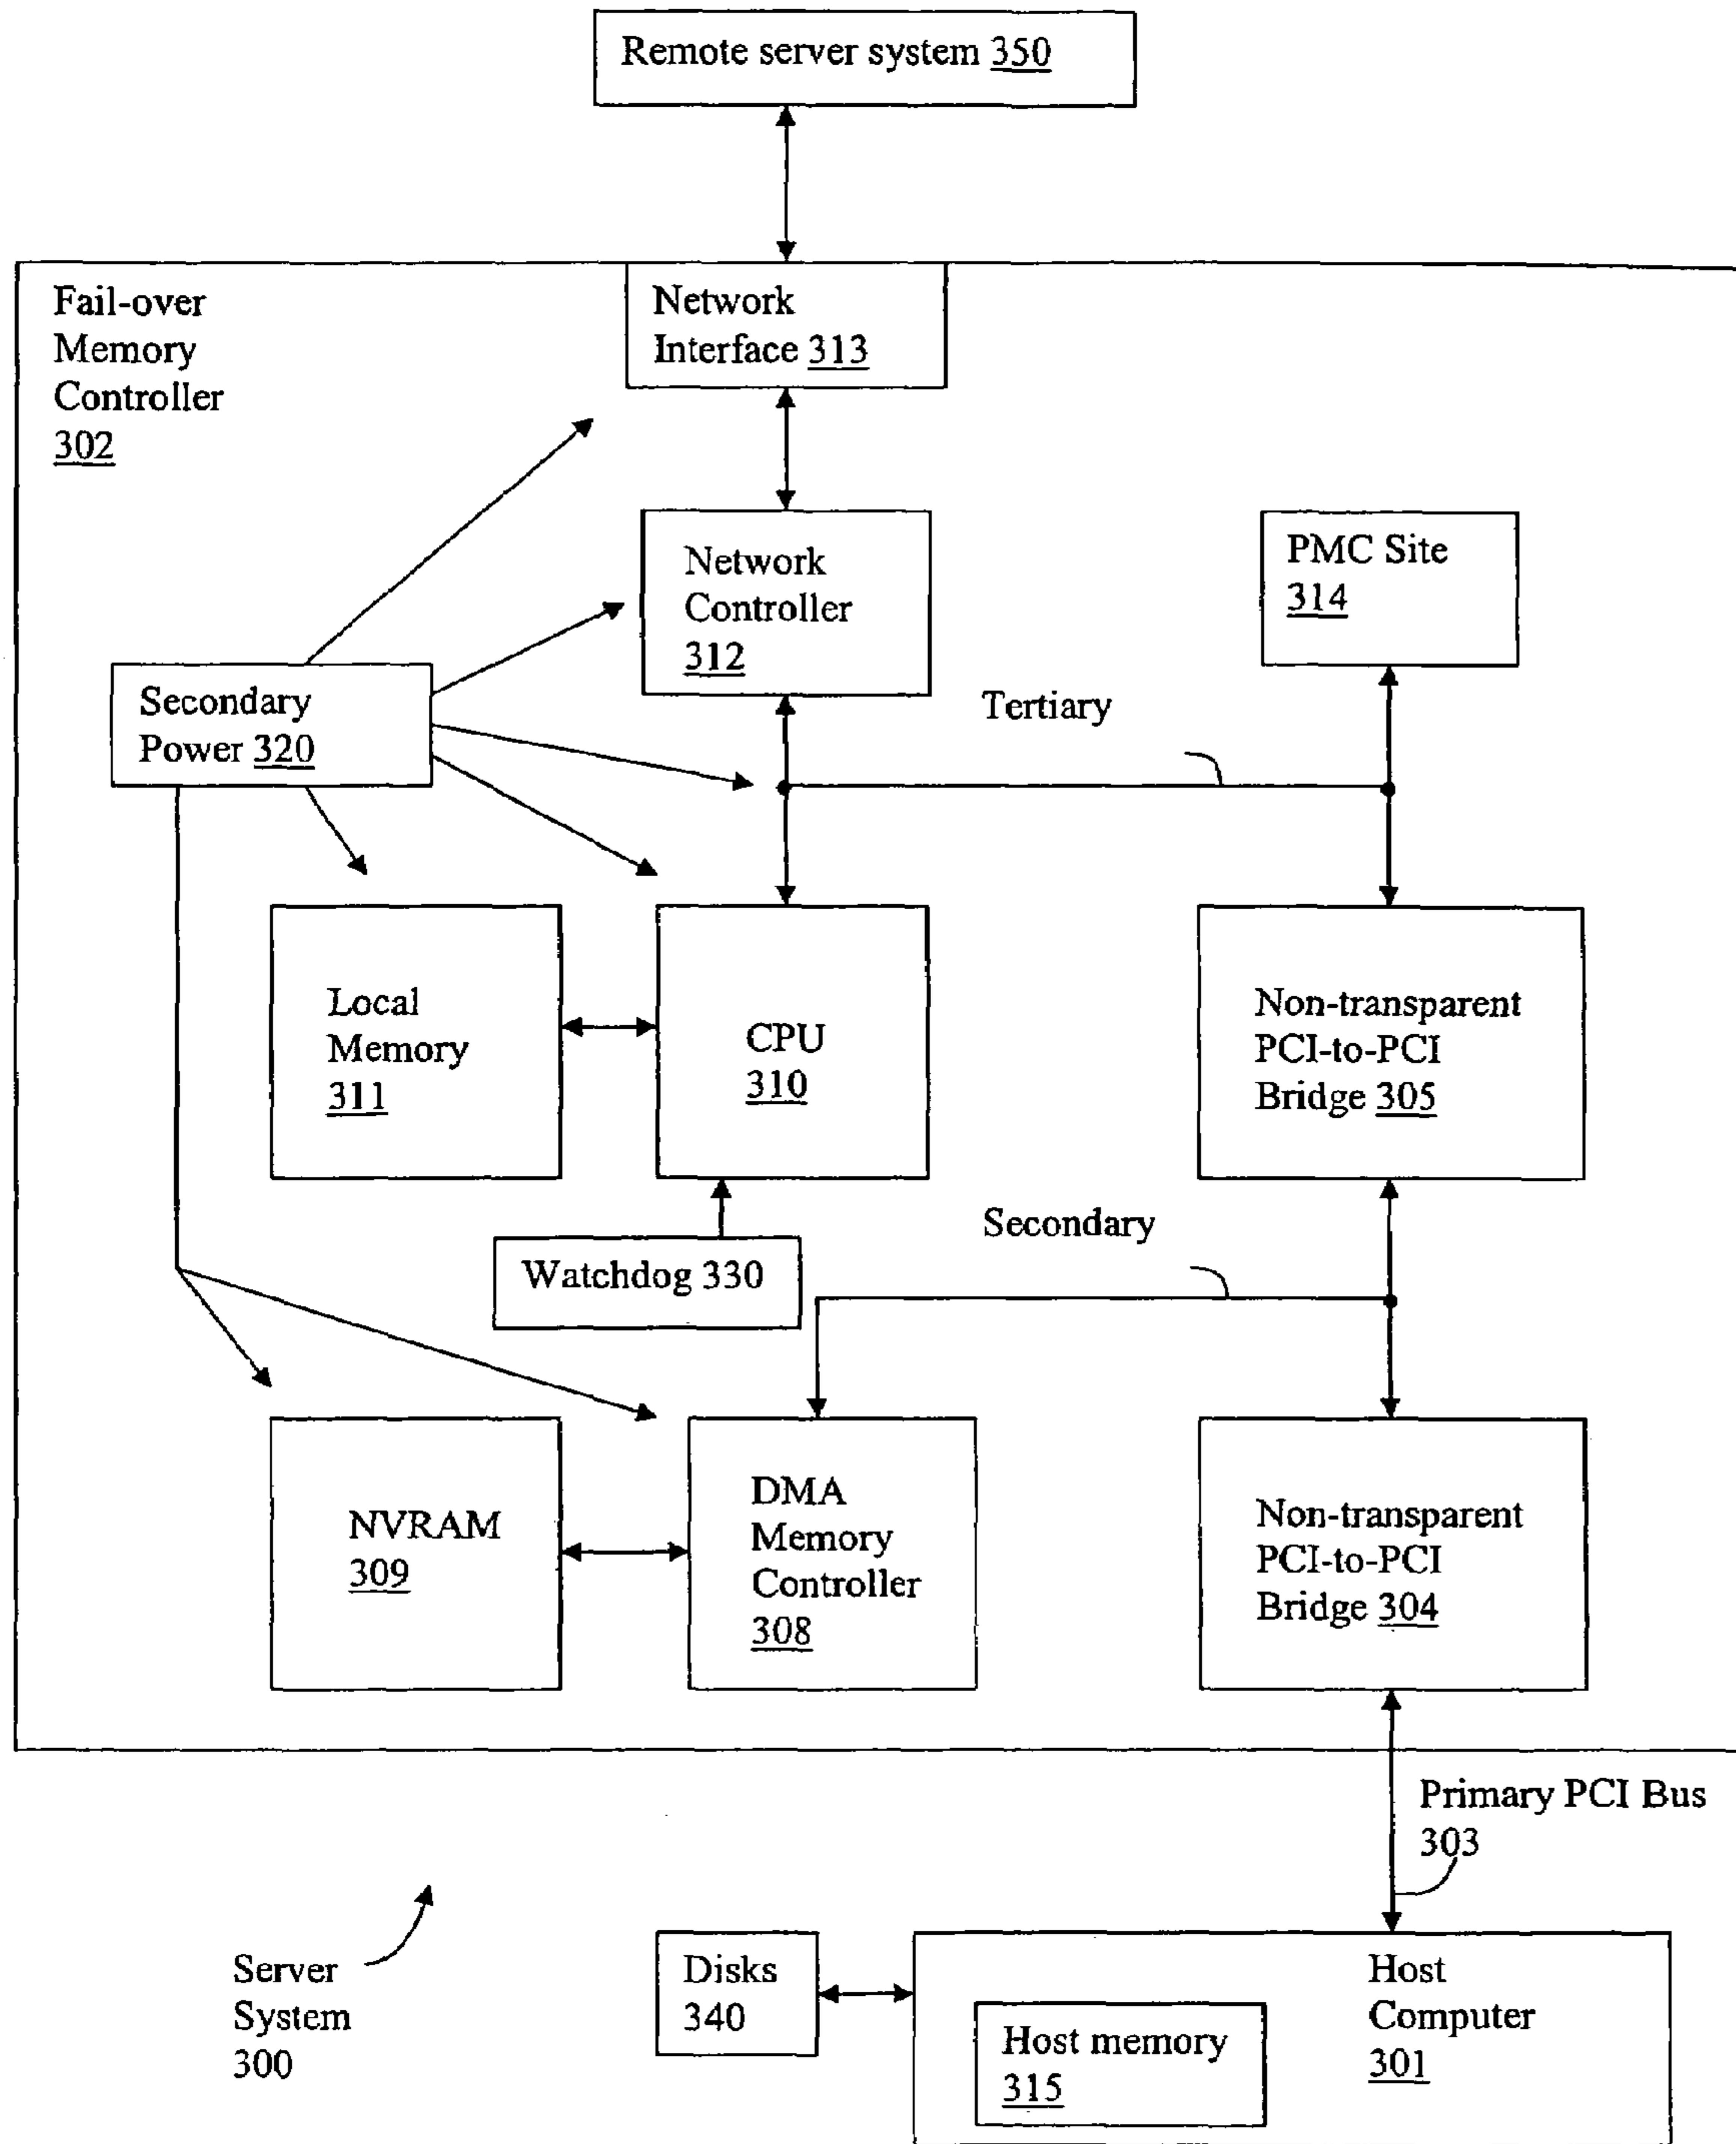 Remote server system 350
Fail-over
Memory
Controller
302
Network
Interface 313
Network
Controller
312
PMC Site
314
Secondary
Power 320
Tertiary
Local
Memory
311
CPU
310
Non-transparent
PCI-to-PCI
Bridge 305
Secondary
Watchdog 330
NVRAM
309
DMA
Memory
Controller
308
Non-transparent
PCI-to-PCI
Bridge 304
Primary PCI Bus
303
Server
System
300
Disks
340
Host
Computer
301
Host memory
315